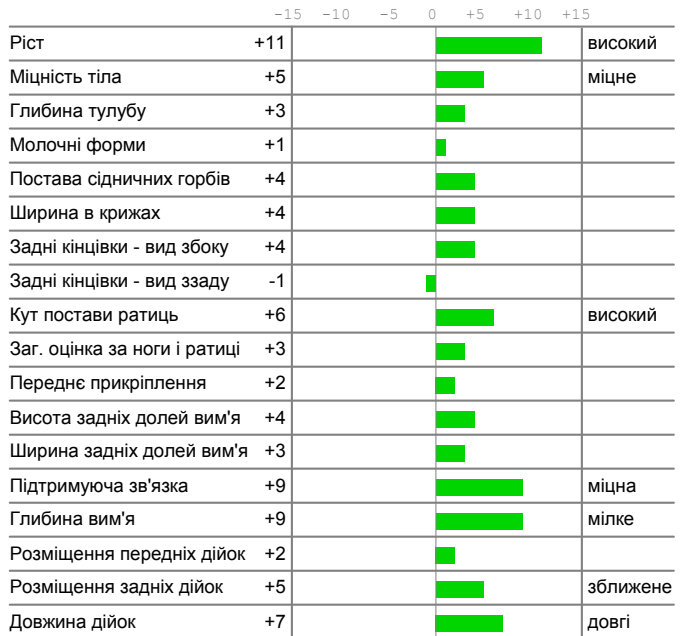 -15 -10 -5 0 +5 +10 +15
Ріст +11 високий
Міцність тіла +5 міцне
Глибина тулубу +3
Молочні форми +1
Постава сідничних горбів +4
Ширина в крижах +4
Задні кінцівки - вид збоку +4
Задні кінцівки - вид ззаду -1
Кут постави ратиць +6 високий
Заг. оцінка за ноги і ратиці +3
Переднє прикріплення +2
Висота задніх долей вим'я +4
Ширина задніх долей вим'я +3
Підтримуюча зв'язка +9 міцна
Глибина вим'я +9 мілке
Розміщення передніх дійок +2
Розміщення задніх дійок +5 зближене
Довжина дійок +7 довгі